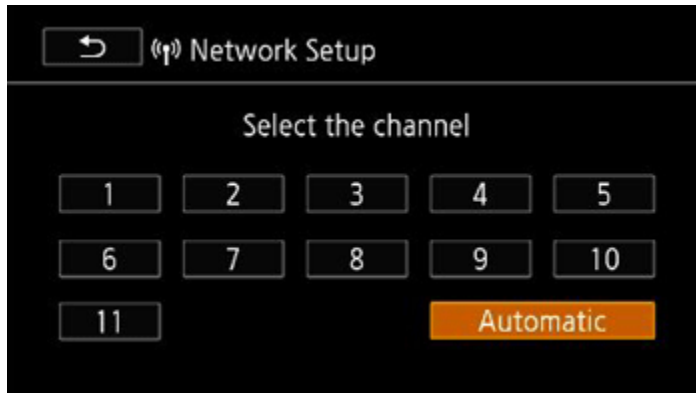 Network Setup
Select the channel
1 2 3 4 5
6 7 8 9 10
11 Automatic